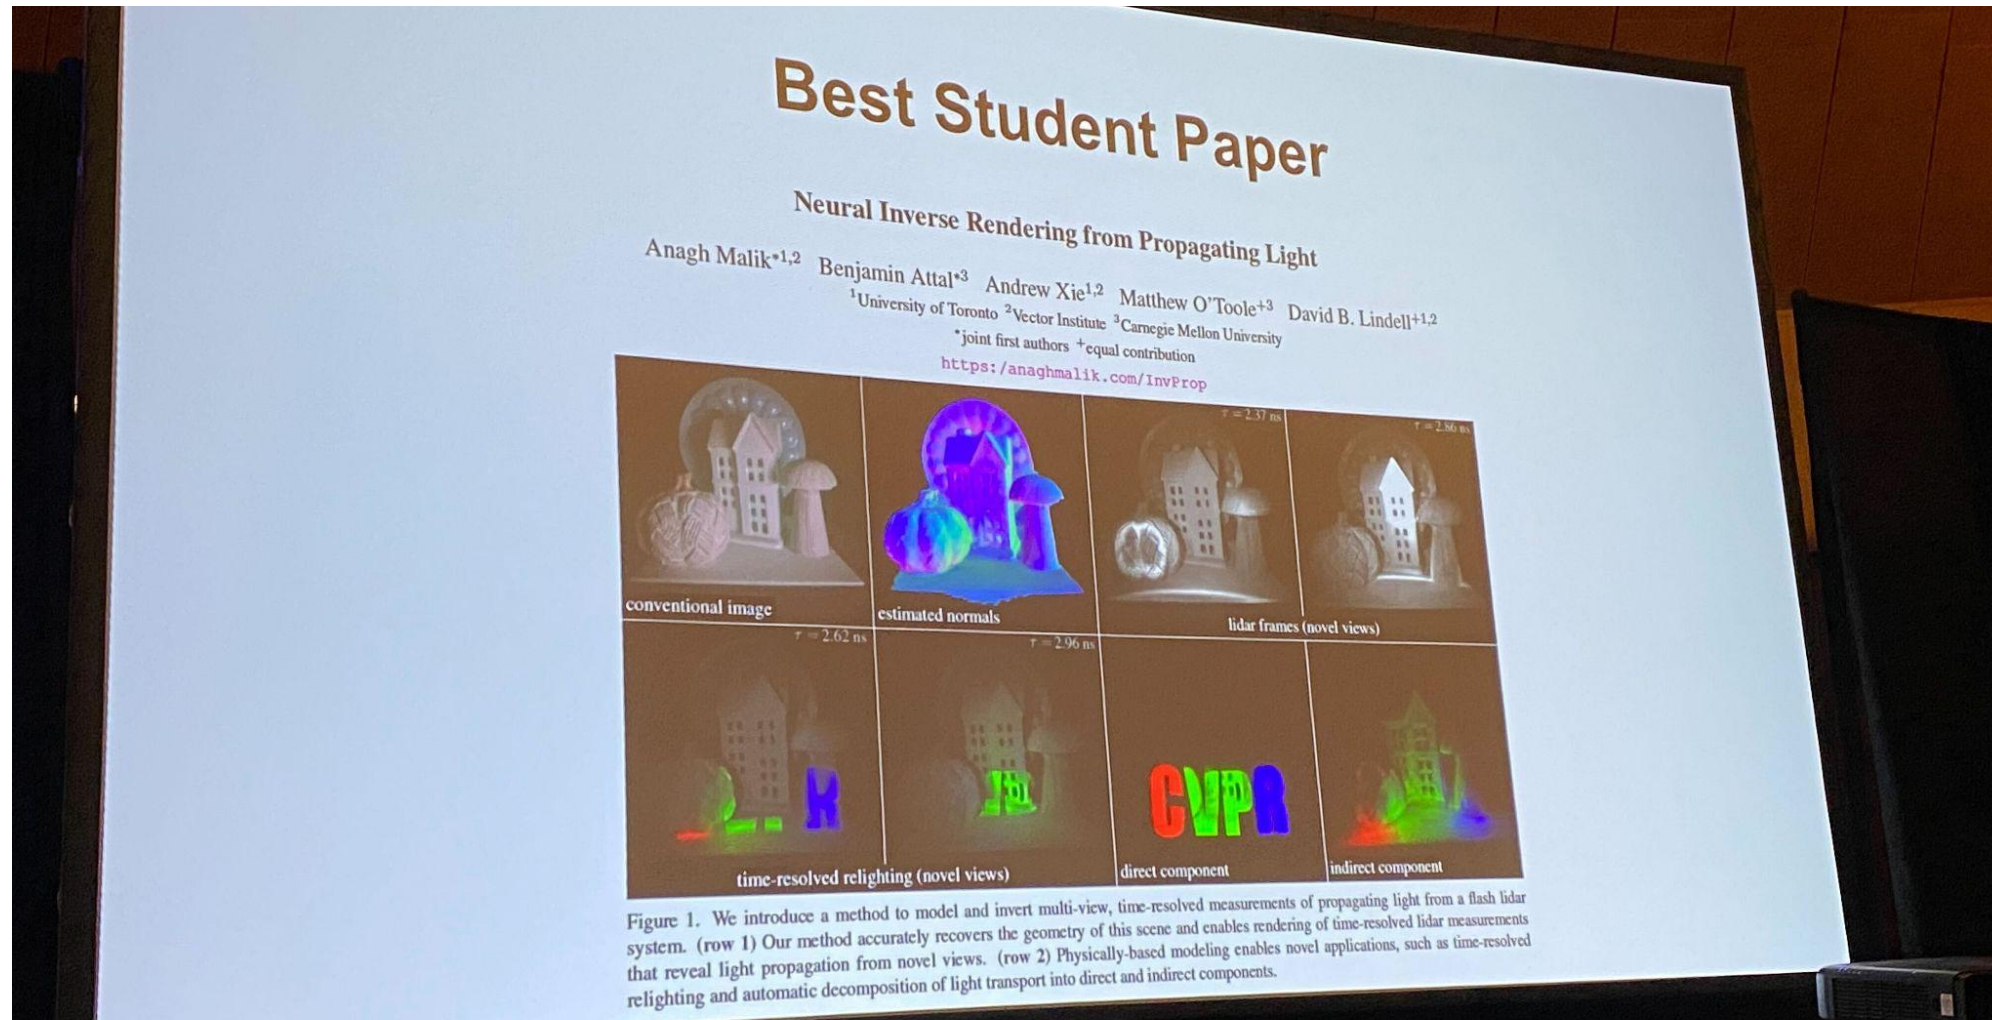 Best Student Paper
Neural Inverse Rendering from Propagating Light
Anagh Malik*1,2 Benjamin Attal*3 Andrew Xie1,2 Matthew O'Toole+3 David B. Lindell+1,2
1University of Toronto 2Vector Institute 3Carnegie Mellon University
*joint first authors +equal contribution
https:/anaghmalik.com/InvProp
τ = 2.37 ns
τ = 2.86 ns
conventional image
estimated normals
lidar frames (novel views)
τ = 2.62 ns
τ = 2.96 ns
CVPR
time-resolved relighting (novel views)
direct component
indirect component
Figure 1. We introduce a method to model and invert multi-view, time-resolved measurements of propagating light from a flash lidar
system. (row 1) Our method accurately recovers the geometry of this scene and enables rendering of time-resolved lidar measurements
that reveal light propagation from novel views. (row 2) Physically-based modeling enables novel applications, such as time-resolved
relighting and automatic decomposition of light transport into direct and indirect components.